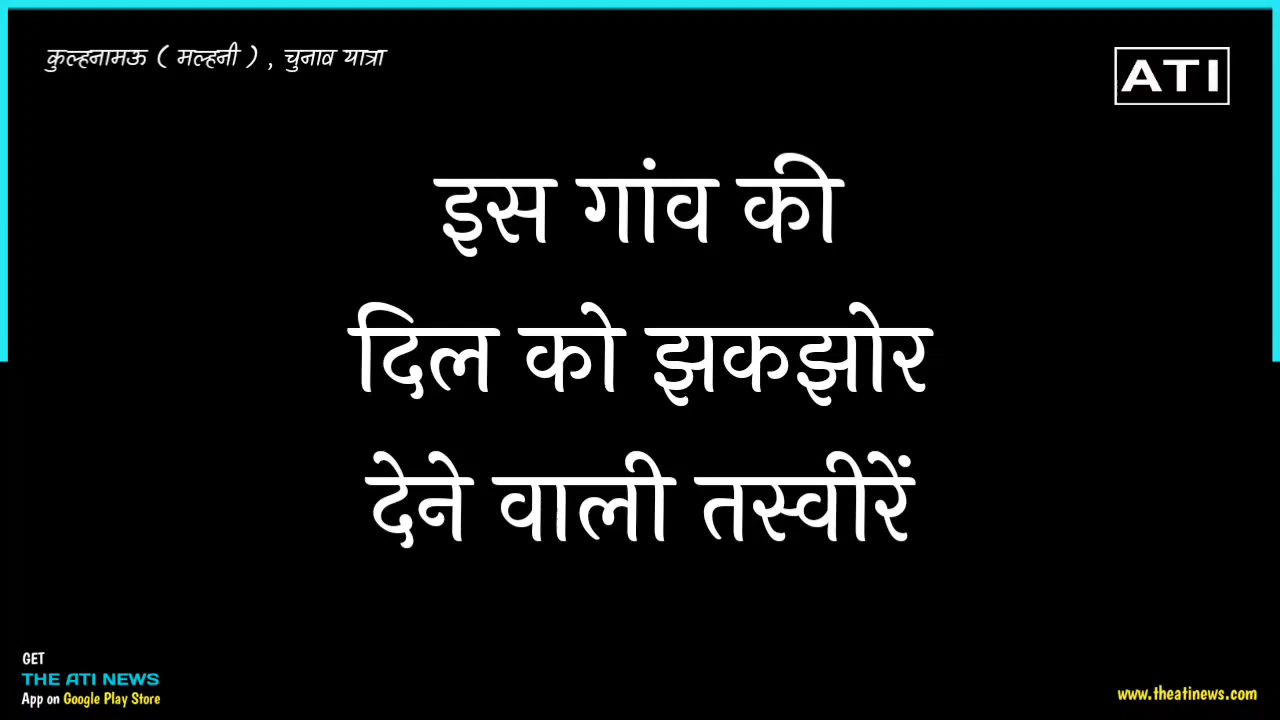 कुल्हनामऊ ( मल्हनी ) , चुनाव यात्रा
ATI
इस गांव की
दिल को झकझोर
देने वाली तस्वीरें
GET
THE ATI NEWS
App on Google Play Store
www.theatinews.com